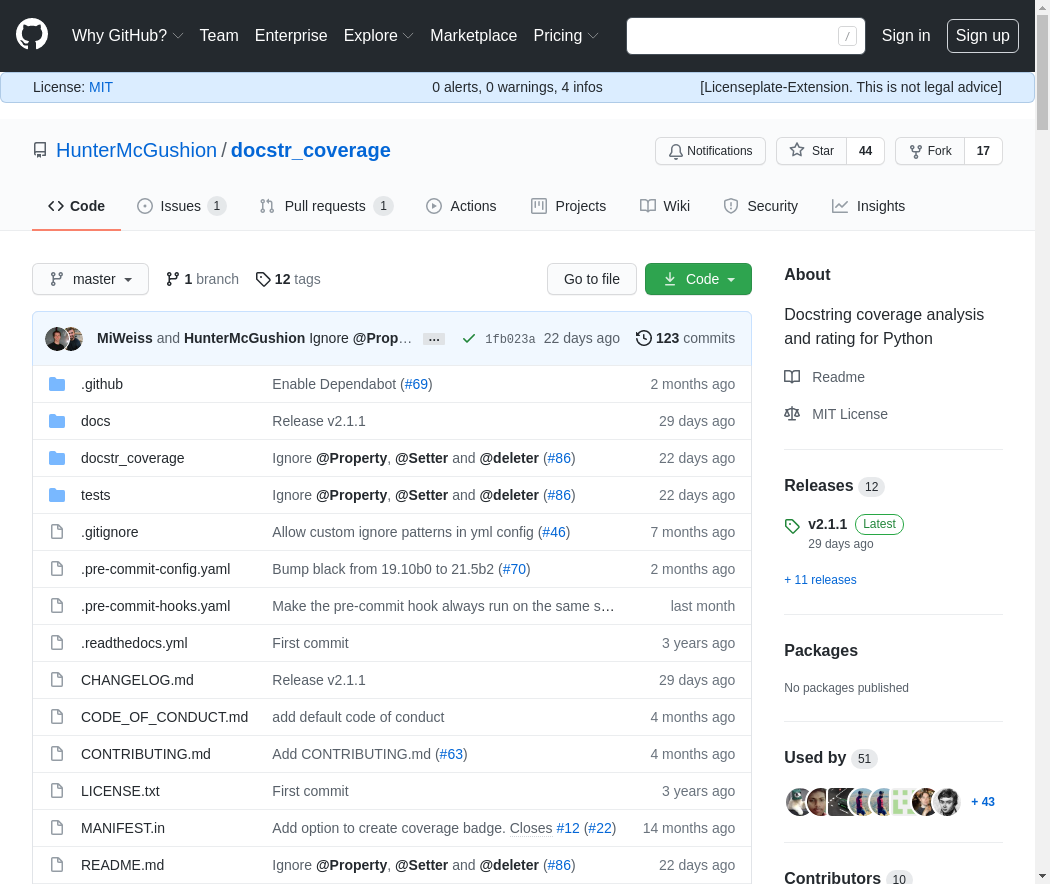 Why GitHub? Team Enterprise Explore Marketplace Pricing / Sign in Sign up
License: MIT 0 alerts, 0 warnings, 4 infos [Licenseplate-Extension. This is not legal advice]
HunterMcGushion / docstr_coverage Notifications Star 44 Fork 17
Code Issues 1 Pull requests 1 Actions Projects Wiki Security Insights
master 1 branch 12 tags Go to file Code
MiWeiss and HunterMcGushion Ignore @Prop… … 1fb023a 22 days ago 123 commits
.github Enable Dependabot (#69) 2 months ago
docs Release v2.1.1 29 days ago
docstr_coverage Ignore @Property, @Setter and @deleter (#86) 22 days ago
tests Ignore @Property, @Setter and @deleter (#86) 22 days ago
.gitignore Allow custom ignore patterns in yml config (#46) 7 months ago
.pre-commit-config.yaml Bump black from 19.10b0 to 21.5b2 (#70) 2 months ago
.pre-commit-hooks.yaml Make the pre-commit hook always run on the same s… last month
.readthedocs.yml First commit 3 years ago
CHANGELOG.md Release v2.1.1 29 days ago
CODE_OF_CONDUCT.md add default code of conduct 4 months ago
CONTRIBUTING.md Add CONTRIBUTING.md (#63) 4 months ago
LICENSE.txt First commit 3 years ago
MANIFEST.in Add option to create coverage badge. Closes #12 (#22) 14 months ago
README.md Ignore @Property, @Setter and @deleter (#86) 22 days ago
About
Docstring coverage analysis
and rating for Python
Readme
MIT License
Releases 12
v2.1.1 Latest
29 days ago
+ 11 releases
Packages
No packages published
Used by 51
+ 43
Contributors 10